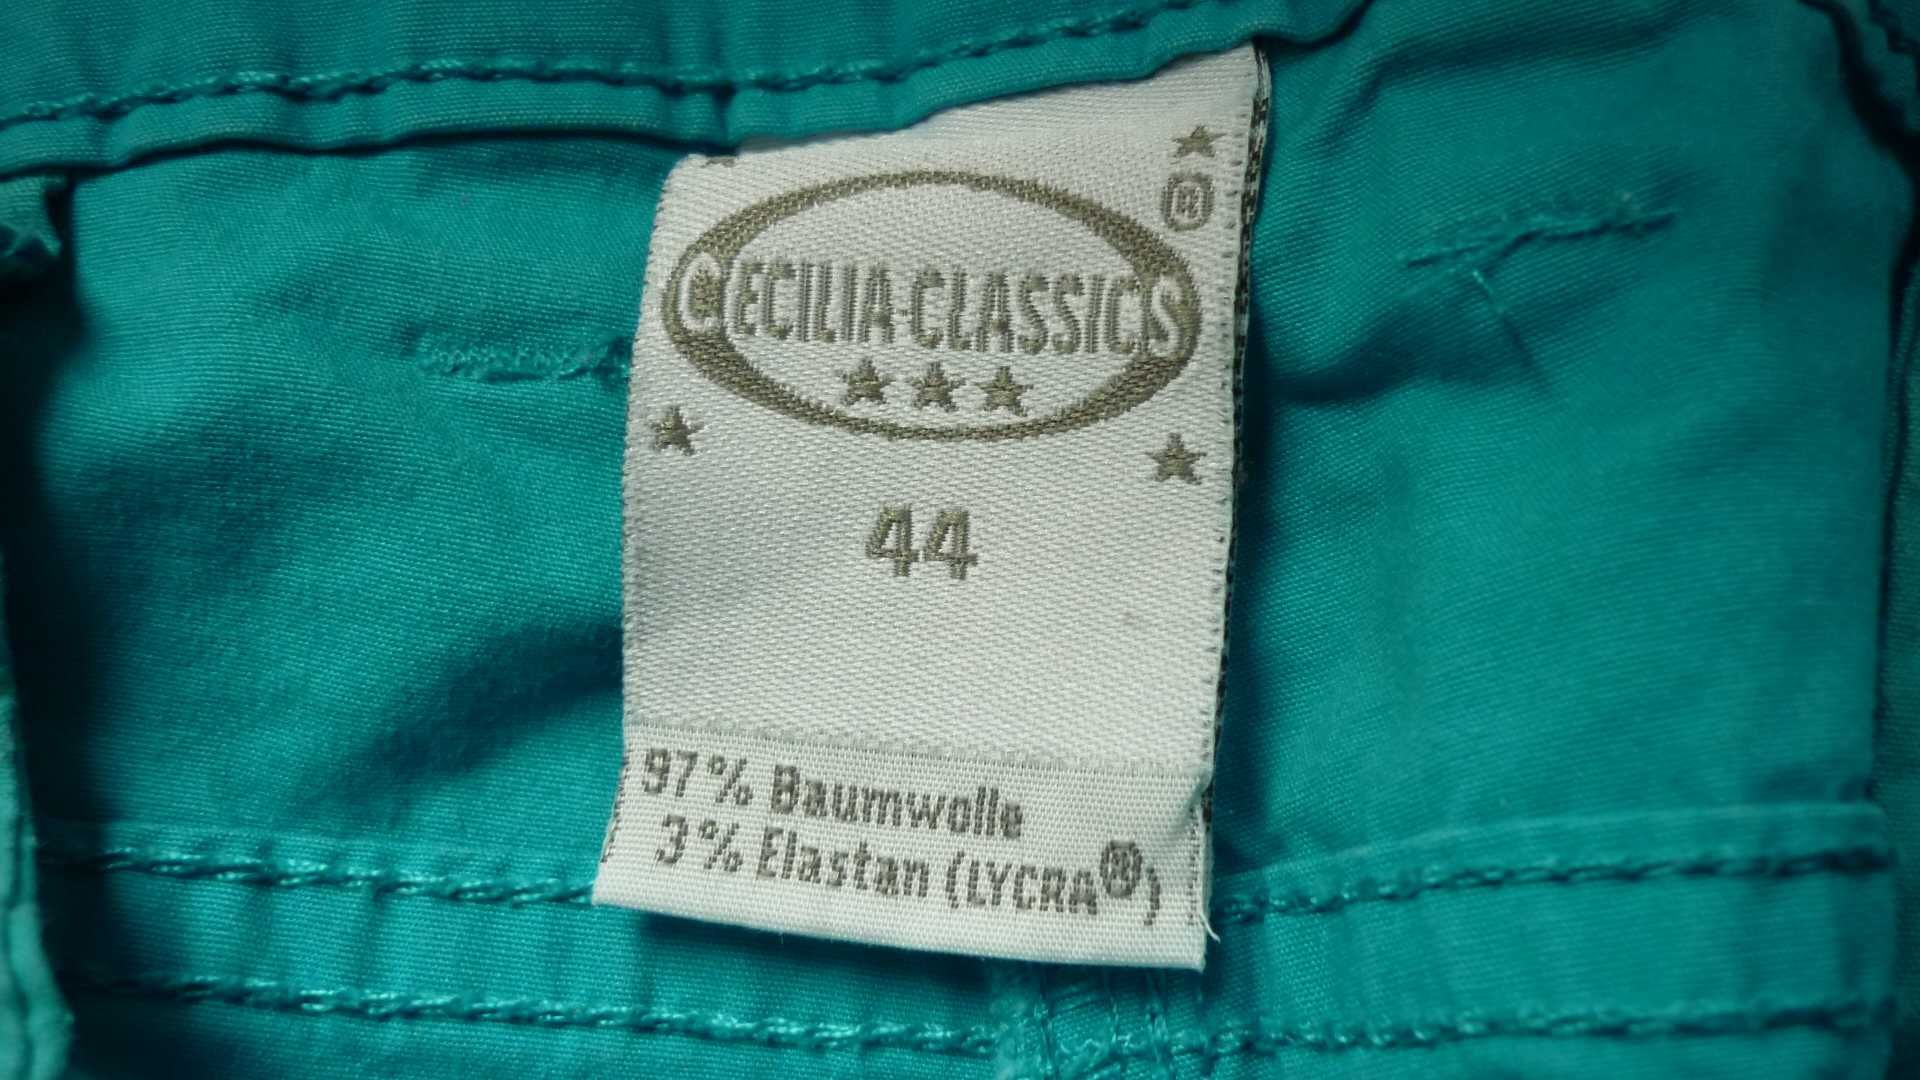 ®
CECILIA·CLASSICS
44
97% Baumwolle
3% Elastan (LYCRA®)